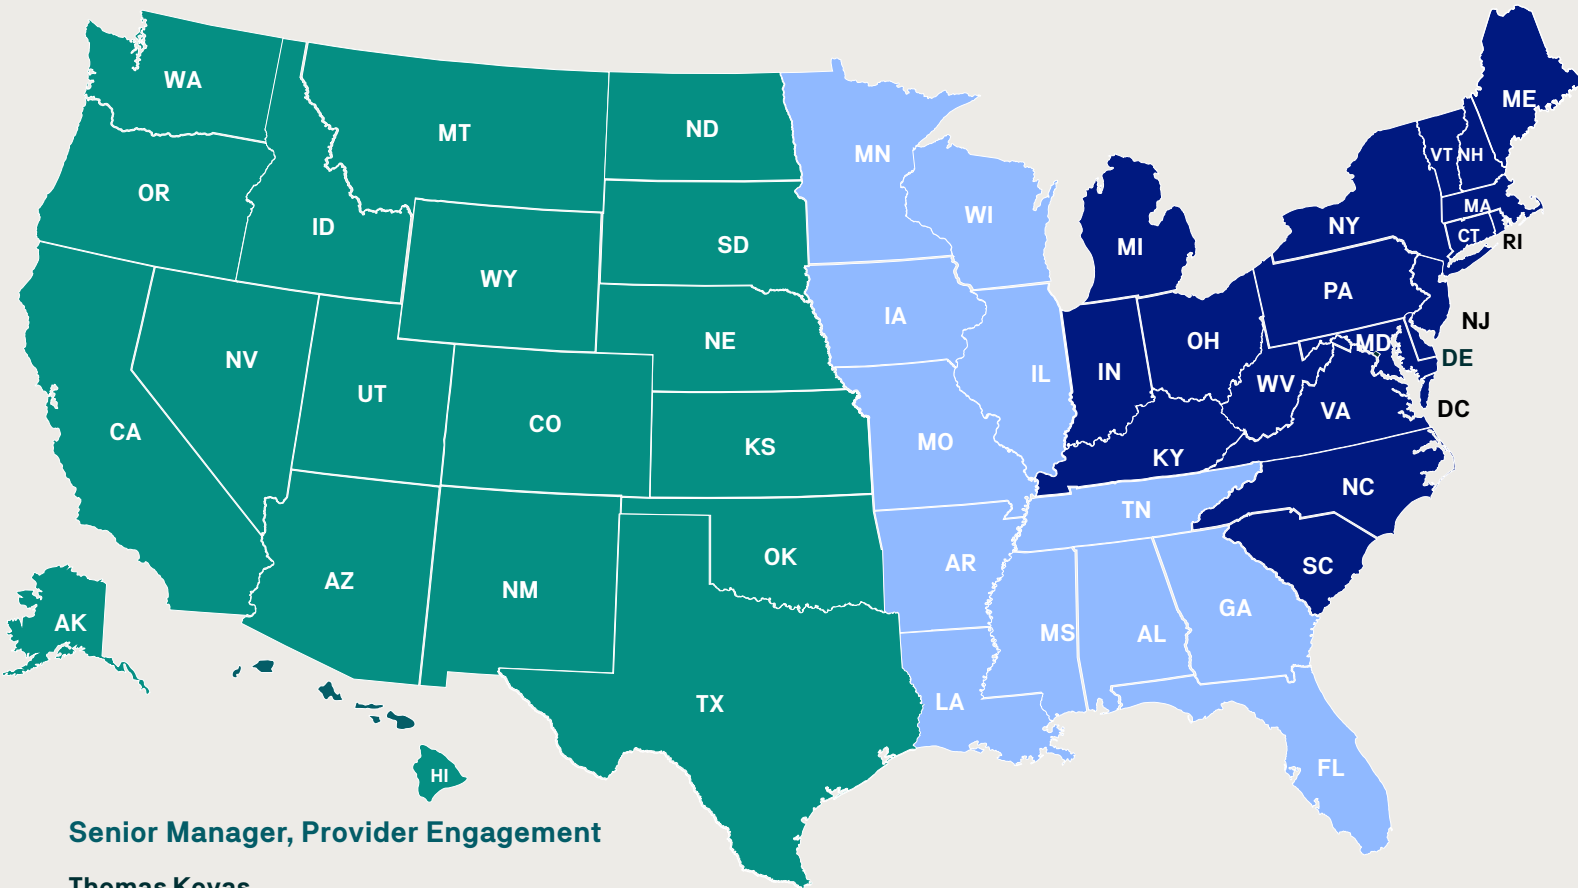 WA
MT
ND
MN
ME
OR
ID
SD
WI
VT
NH
MA
NY
CT
RI
MI
WY
IA
PA
NJ
NE
NV
UT
CO
IL
IN
OH
MD
DE
WV
VA
DC
CA
KS
MO
KY
NC
AZ
NM
OK
AR
TN
SC
AK
GA
MS
AL
TX
LA
FL
HI
Senior Manager, Provider Engagement
Thomas Kovas